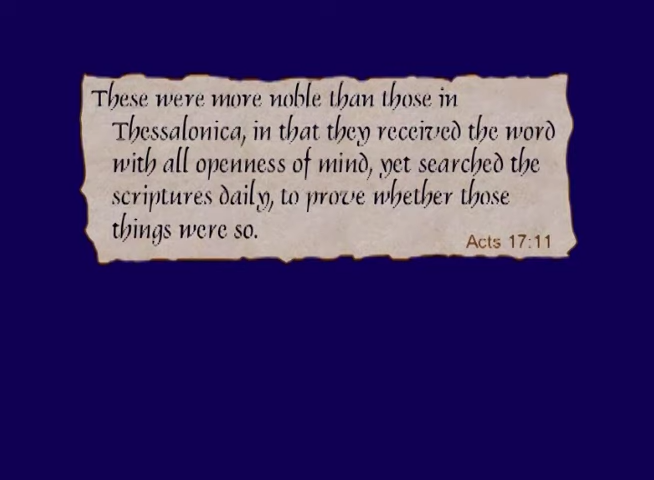 These were more noble than those in
Thessalonica, in that they received the word
with all openness of mind, yet searched the
scriptures daily, to prove whether those
things were so.
Acts 17:11